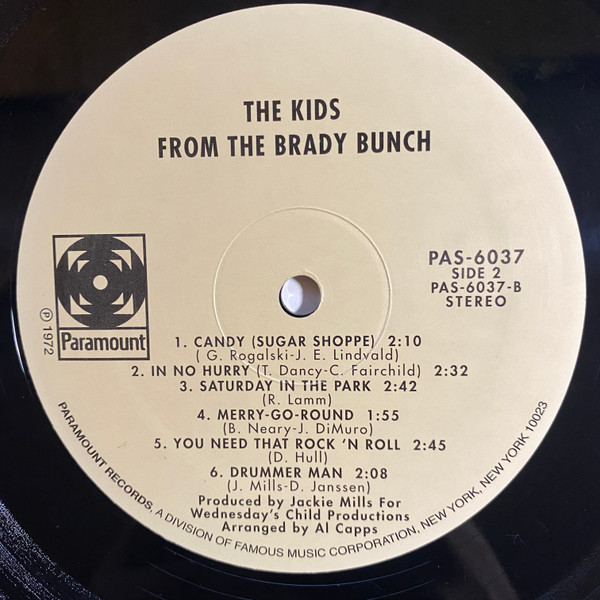 THE KIDS
FROM THE BRADY BUNCH
Paramount
℗ 1972
PAS-6037
SIDE 2
PAS-6037-B
STEREO
1. CANDY (SUGAR SHOPPE) 2:10
( G. Rogalski-J. E. Lindvald)
2. IN NO HURRY (T. Dancy-C. Fairchild) 2:32
3. SATURDAY IN THE PARK 2:42
(R. Lamm)
4. MERRY-GO-ROUND 1:55
(B. Neary-J. DiMuro)
5. YOU NEED THAT ROCK 'N ROLL 2:45
(D. Hull)
6. DRUMMER MAN 2:08
(J. Mills-D. Janssen)
Produced by Jackie Mills For
Wednesday's Child Productions
Arranged by Al Capps
PARAMOUNT RECORDS, A DIVISION OF FAMOUS MUSIC CORPORATION, NEW YORK, NEW YORK 10023